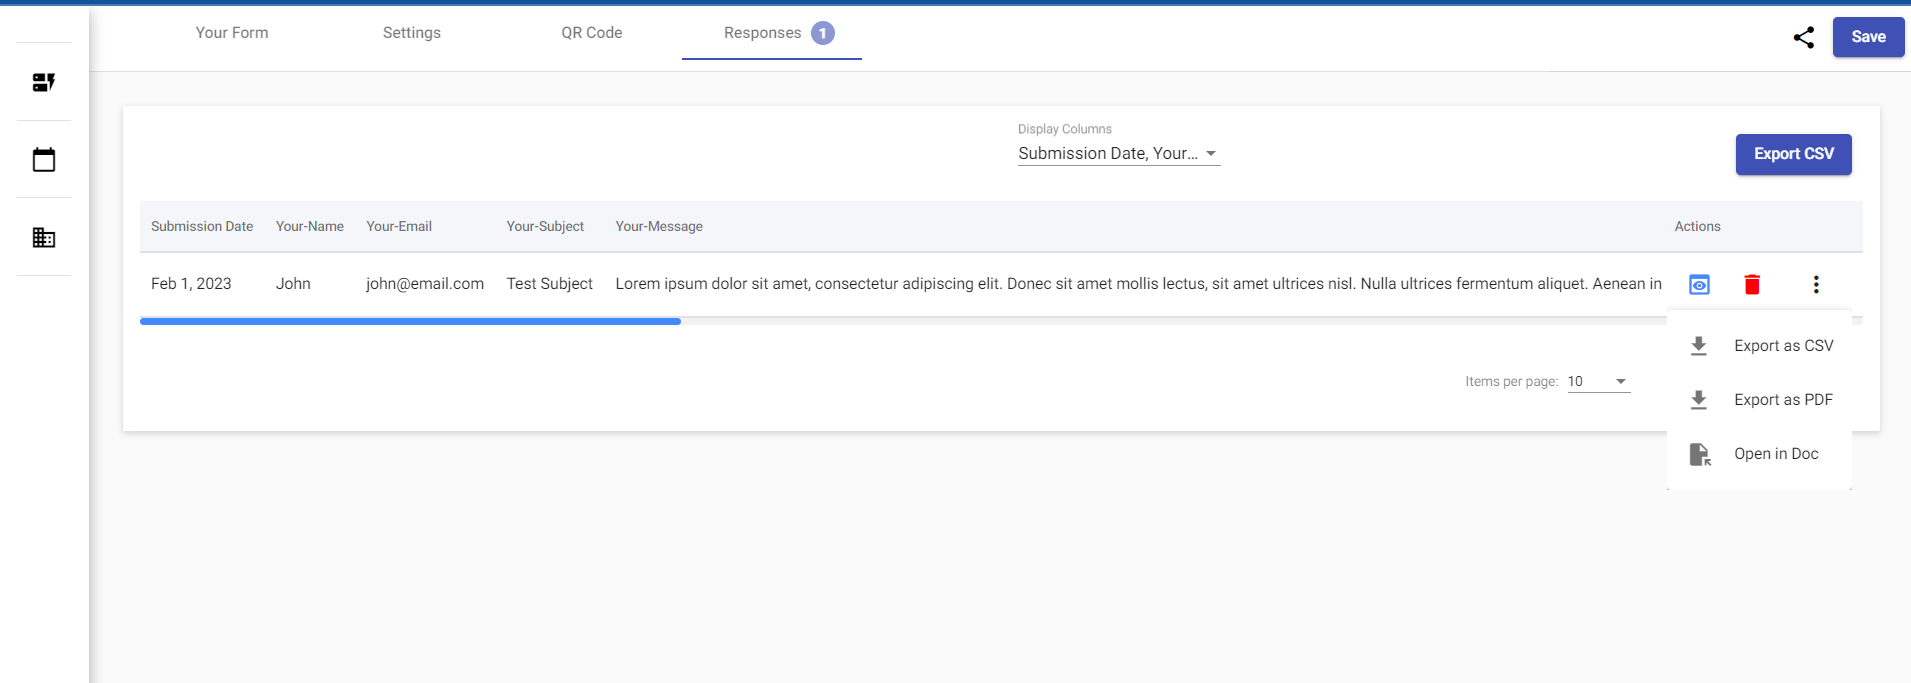 Your Form Settings QR Code Responses 1 Save
Display Columns
Submission Date, Your...
Export CSV
Submission Date Your-Name Your-Email Your-Subject Your-Message Actions
Feb 1, 2023 John john@email.com Test Subject Lorem ipsum dolor sit amet, consectetur adipiscing elit. Donec sit amet mollis lectus, sit amet ultrices nisl. Nulla ultrices fermentum aliquet. Aenean in
Export as CSV
Items per page: 10
Export as PDF
Open in Doc